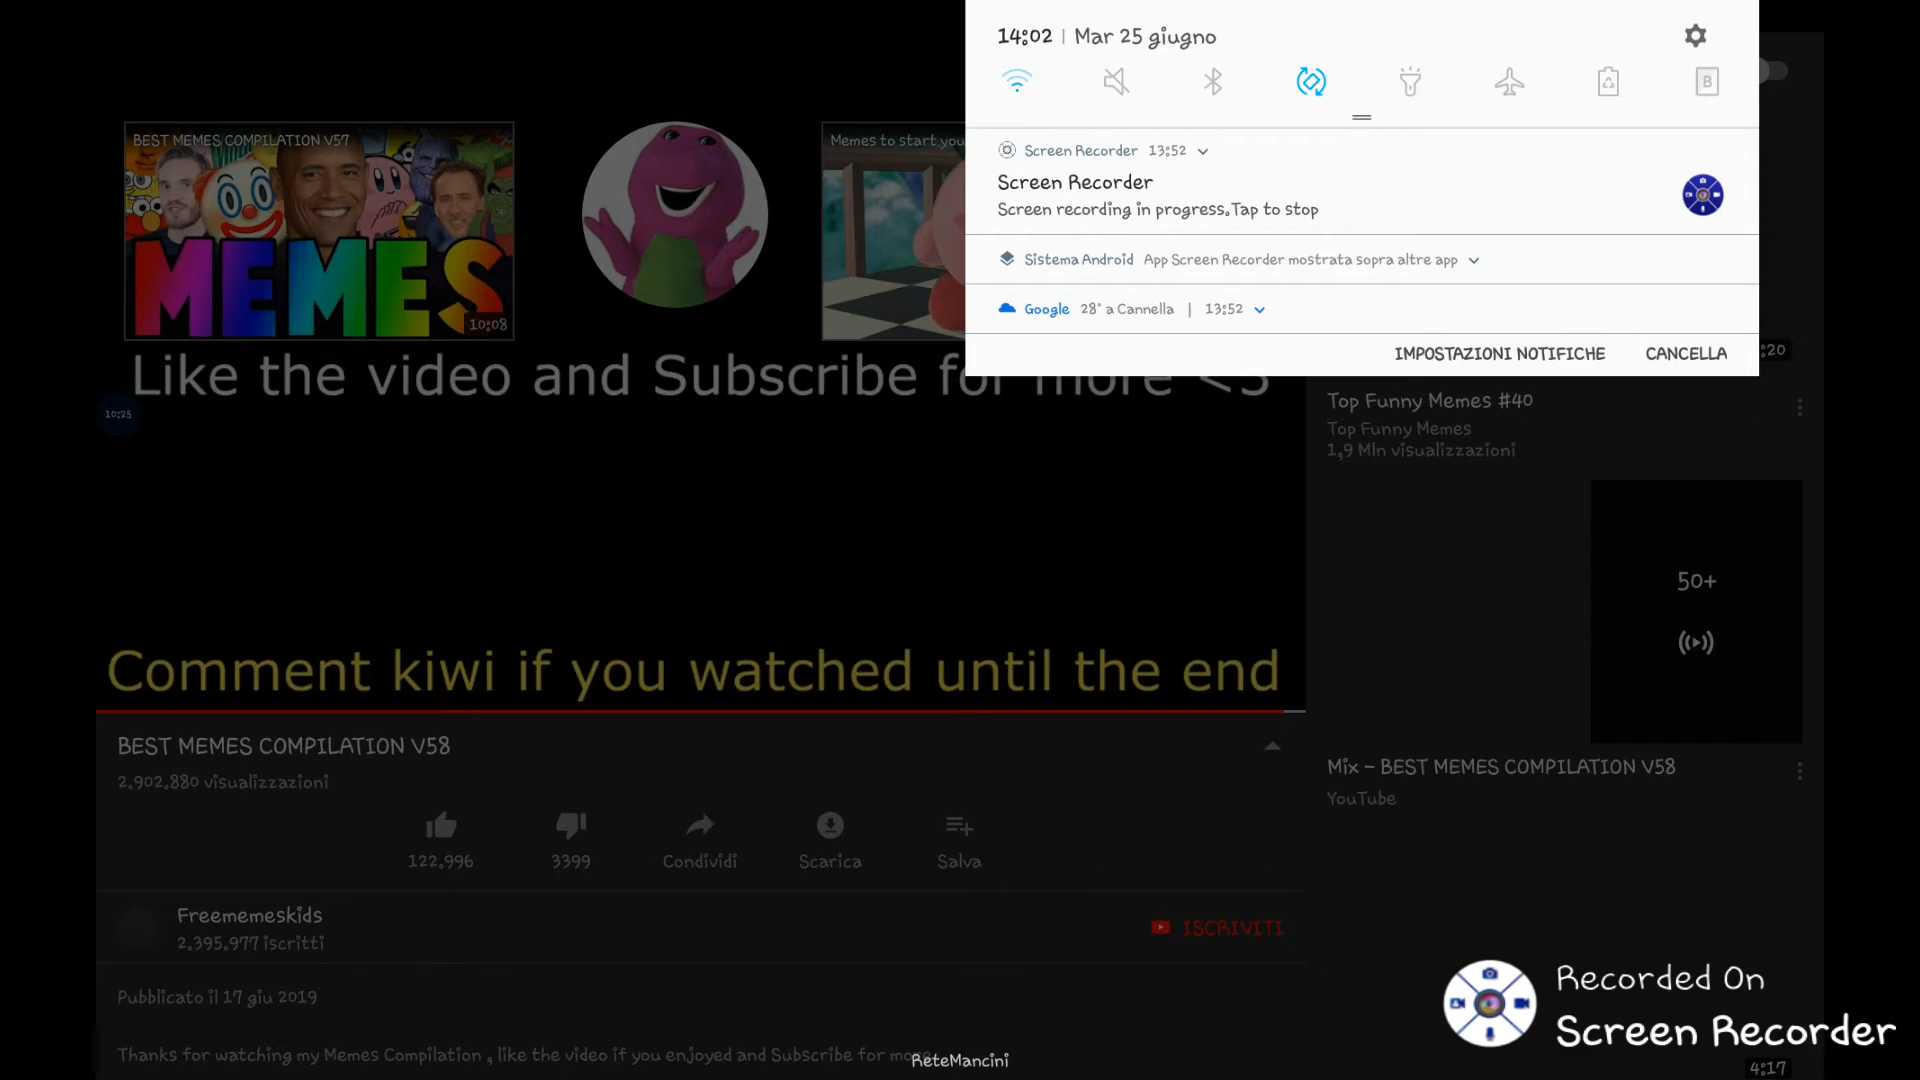 14:02 | Mar 25 giugno
B
Screen Recorder 13:52
Screen Recorder
Screen recording in progress.Tap to stop
Sistema Android App Screen Recorder mostrata sopra altre app
Google 28° a Cannella | 13:52
IMPOSTAZIONI NOTIFICHE CANCELLA
BEST MEMES COMPILATION V57
MEMES
10:08
Memes to start you
Like the video and Subscribe for more <3
10:25
Comment kiwi if you watched until the end
BEST MEMES COMPILATION V58
2.902.880 visualizzazioni
122.996 3399 Condividi Scarica Salva
Freememeskids
2.395.977 iscritti
ISCRIVITI
Pubblicato il 17 giu 2019
Thanks for watching my Memes Compilation , like the video if you enjoyed and Subscribe for more
ReteMancini
:20
Top Funny Memes #40
Top Funny Memes
1,9 Mln visualizzazioni
50+
Mix - BEST MEMES COMPILATION V58
YouTube
Recorded On
Screen Recorder
4:17